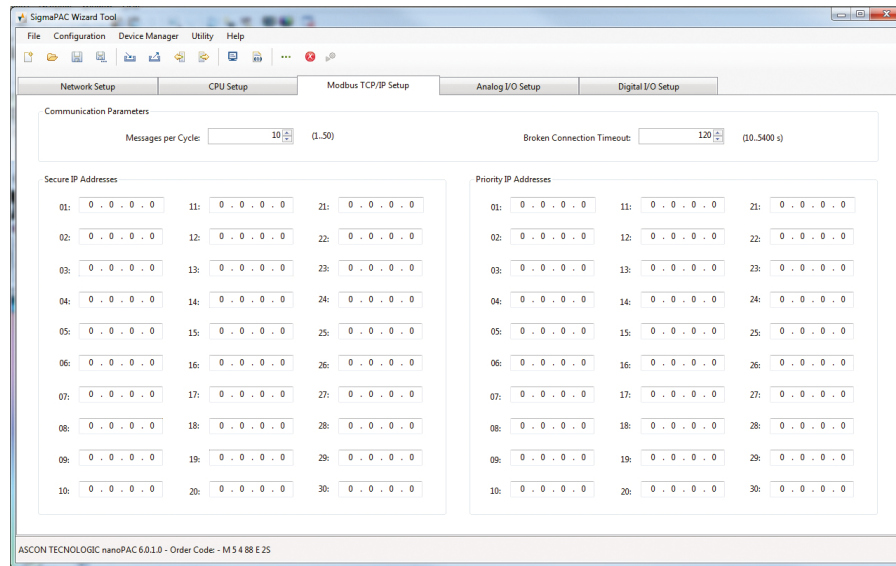 SigmaPAC Wizard Tool
File Configuration Device Manager Utility Help
Network Setup CPU Setup Modbus TCP/IP Setup Analog I/O Setup Digital I/O Setup
Communication Parameters
Messages per Cycle: 10 (1..50) Broken Connection Timeout: 120 (10..5400 s)
Secure IP Addresses Priority IP Addresses
01: 0 . 0 . 0 . 0 11: 0 . 0 . 0 . 0 21: 0 . 0 . 0 . 0 01: 0 . 0 . 0 . 0 11: 0 . 0 . 0 . 0 21: 0 . 0 . 0 . 0
02: 0 . 0 . 0 . 0 12: 0 . 0 . 0 . 0 22: 0 . 0 . 0 . 0 02: 0 . 0 . 0 . 0 12: 0 . 0 . 0 . 0 22: 0 . 0 . 0 . 0
03: 0 . 0 . 0 . 0 13: 0 . 0 . 0 . 0 23: 0 . 0 . 0 . 0 03: 0 . 0 . 0 . 0 13: 0 . 0 . 0 . 0 23: 0 . 0 . 0 . 0
04: 0 . 0 . 0 . 0 14: 0 . 0 . 0 . 0 24: 0 . 0 . 0 . 0 04: 0 . 0 . 0 . 0 14: 0 . 0 . 0 . 0 24: 0 . 0 . 0 . 0
05: 0 . 0 . 0 . 0 15: 0 . 0 . 0 . 0 25: 0 . 0 . 0 . 0 05: 0 . 0 . 0 . 0 15: 0 . 0 . 0 . 0 25: 0 . 0 . 0 . 0
06: 0 . 0 . 0 . 0 16: 0 . 0 . 0 . 0 26: 0 . 0 . 0 . 0 06: 0 . 0 . 0 . 0 16: 0 . 0 . 0 . 0 26: 0 . 0 . 0 . 0
07: 0 . 0 . 0 . 0 17: 0 . 0 . 0 . 0 27: 0 . 0 . 0 . 0 07: 0 . 0 . 0 . 0 17: 0 . 0 . 0 . 0 27: 0 . 0 . 0 . 0
08: 0 . 0 . 0 . 0 18: 0 . 0 . 0 . 0 28: 0 . 0 . 0 . 0 08: 0 . 0 . 0 . 0 18: 0 . 0 . 0 . 0 28: 0 . 0 . 0 . 0
09: 0 . 0 . 0 . 0 19: 0 . 0 . 0 . 0 29: 0 . 0 . 0 . 0 09: 0 . 0 . 0 . 0 19: 0 . 0 . 0 . 0 29: 0 . 0 . 0 . 0
10: 0 . 0 . 0 . 0 20: 0 . 0 . 0 . 0 30: 0 . 0 . 0 . 0 10: 0 . 0 . 0 . 0 20: 0 . 0 . 0 . 0 30: 0 . 0 . 0 . 0
ASCON TECNOLOGIC nanoPAC 6.0.1.0 - Order Code: - M 5 4 88 E 2S